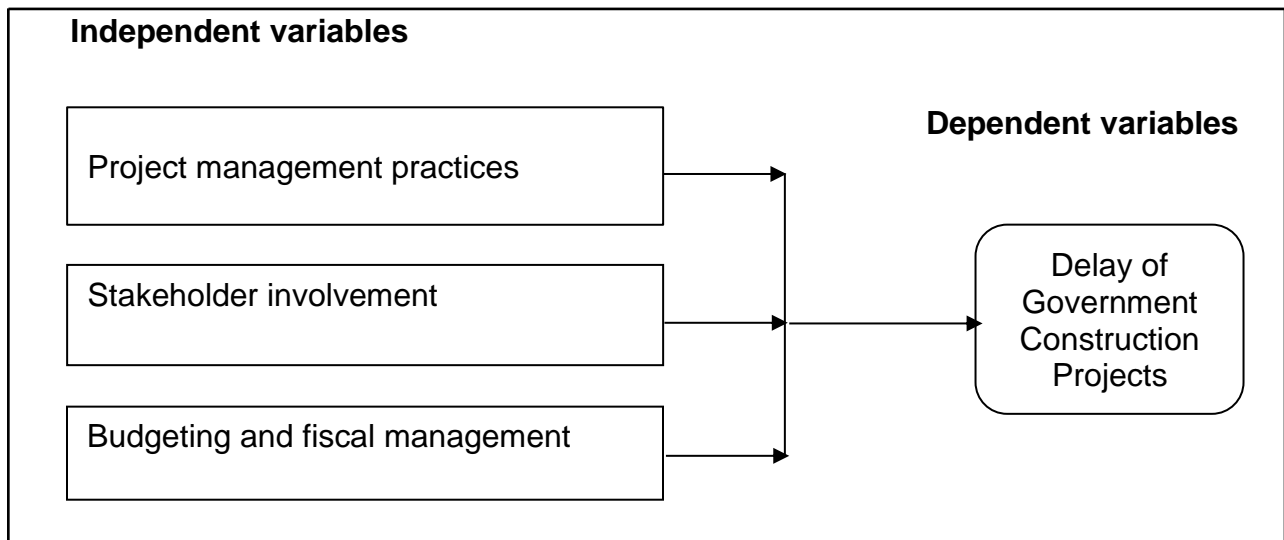 Independent variables
Dependent variables
Project management practices
Stakeholder involvement
Budgeting and fiscal management
Delay of
Government
Construction
Projects